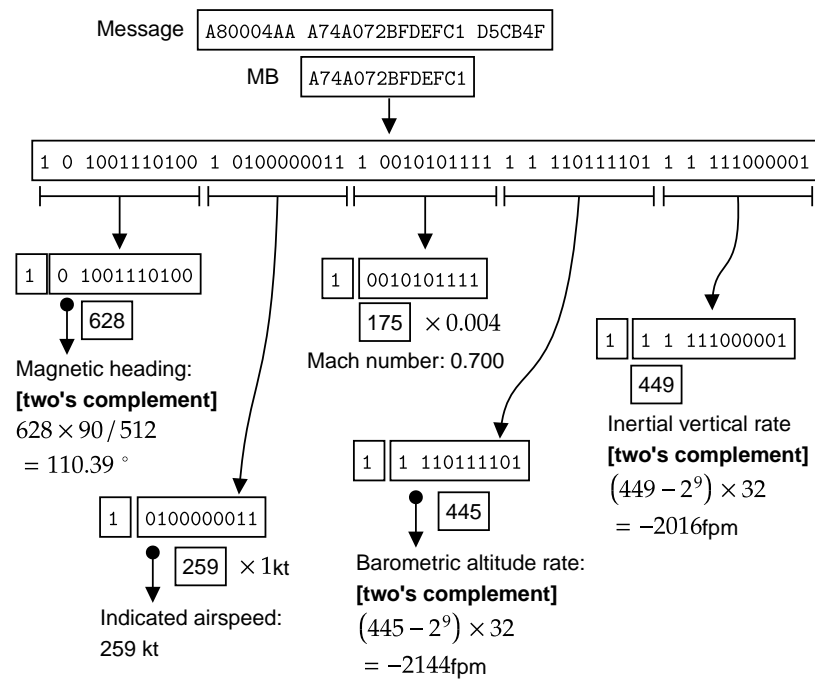 Message A80004AA A74A072BFDEFC1 D5CB4F
MB A74A072BFDEFC1
1 0 1001110100 1 0100000011 1 0010101111 1 1 110111101 1 1 111000001
1 0 1001110100
628
Magnetic heading:
[two's complement]
628 × 90 / 512
= 110.39 °
1 0100000011
259 × 1kt
Indicated airspeed:
259 kt
1 0010101111
175 × 0.004
Mach number: 0.700
1 1 110111101
445
Barometric altitude rate:
[two's complement]
(445 − 2⁹) × 32
= −2144fpm
1 1 1 111000001
449
Inertial vertical rate
[two's complement]
(449 − 2⁹) × 32
= −2016fpm